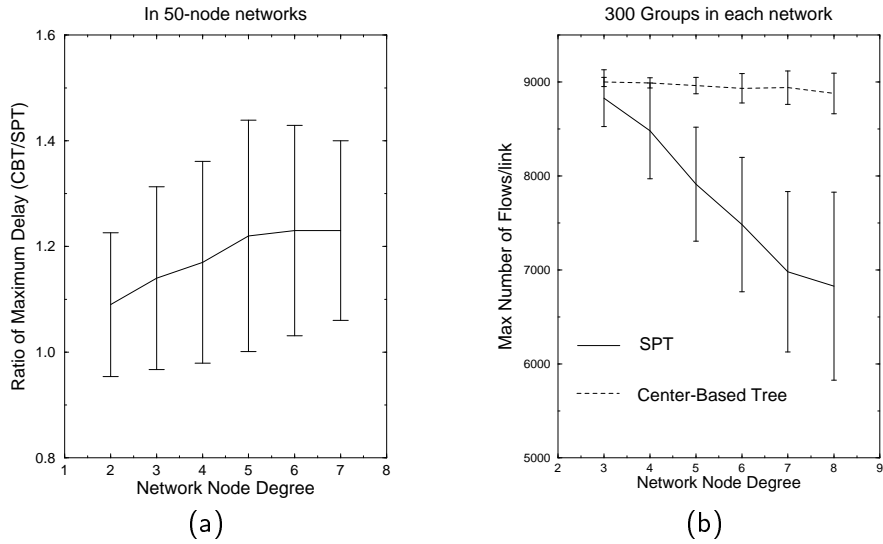 In 50-node networks
1.6
1.4
1.2
1.0
0.8
Ratio of Maximum Delay (CBT/SPT)
1 2 3 4 5 6 7 8
Network Node Degree
(a)
300 Groups in each network
9000
8000
7000
6000
5000
Max Number of Flows/link
SPT
Center-Based Tree
2 3 4 5 6 7 8 9
Network Node Degree
(b)